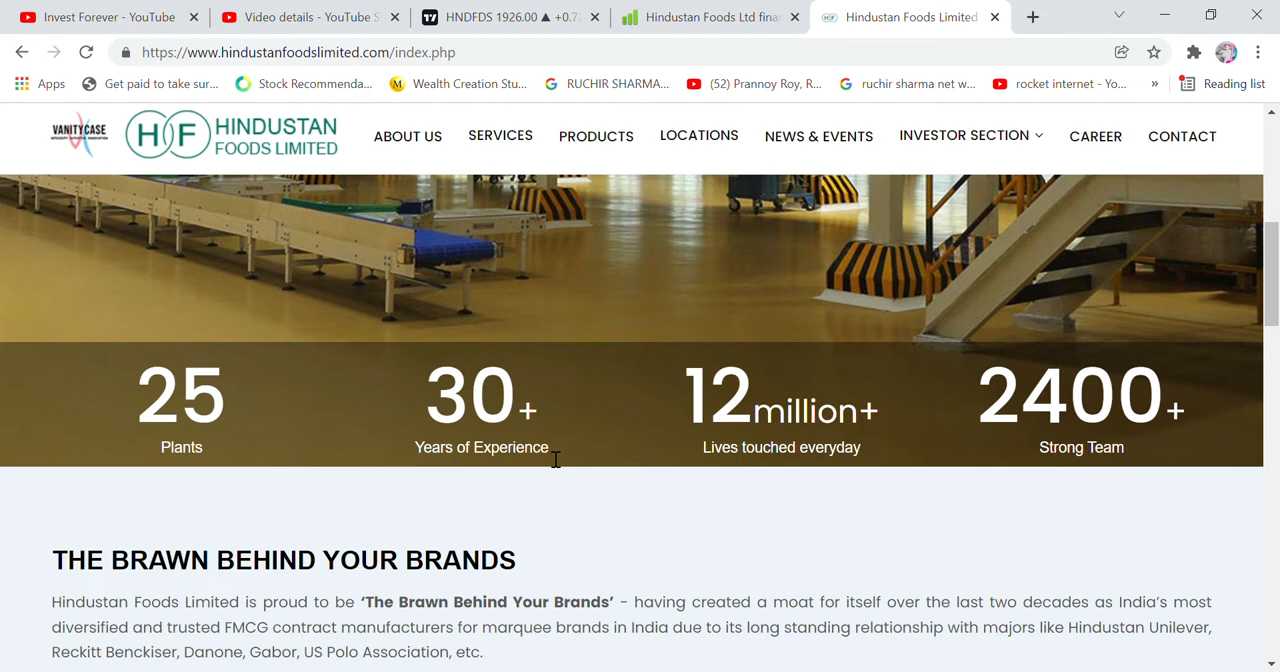 Invest Forever - YouTube
Video details - YouTube S
HNDFDS 1926.00 ▲ +0.7
Hindustan Foods Ltd fina
Hindustan Foods Limited
https://www.hindustanfoodslimited.com/index.php
Apps
Get paid to take sur...
Stock Recommenda...
M Wealth Creation Stu...
RUCHIR SHARMA...
(52) Prannoy Roy, R...
ruchir sharma net w...
rocket internet - Yo...
»
Reading list
VANITYCASE
HF HINDUSTAN
FOODS LIMITED
ABOUT US
SERVICES
PRODUCTS
LOCATIONS
NEWS & EVENTS
INVESTOR SECTION
CAREER
CONTACT
25
Plants
30+
Years of Experience
12million+
Lives touched everyday
2400+
Strong Team
THE BRAWN BEHIND YOUR BRANDS
Hindustan Foods Limited is proud to be ‘The Brawn Behind Your Brands’ - having created a moat for itself over the last two decades as India’s most
diversified and trusted FMCG contract manufacturers for marquee brands in India due to its long standing relationship with majors like Hindustan Unilever,
Reckitt Benckiser, Danone, Gabor, US Polo Association, etc.